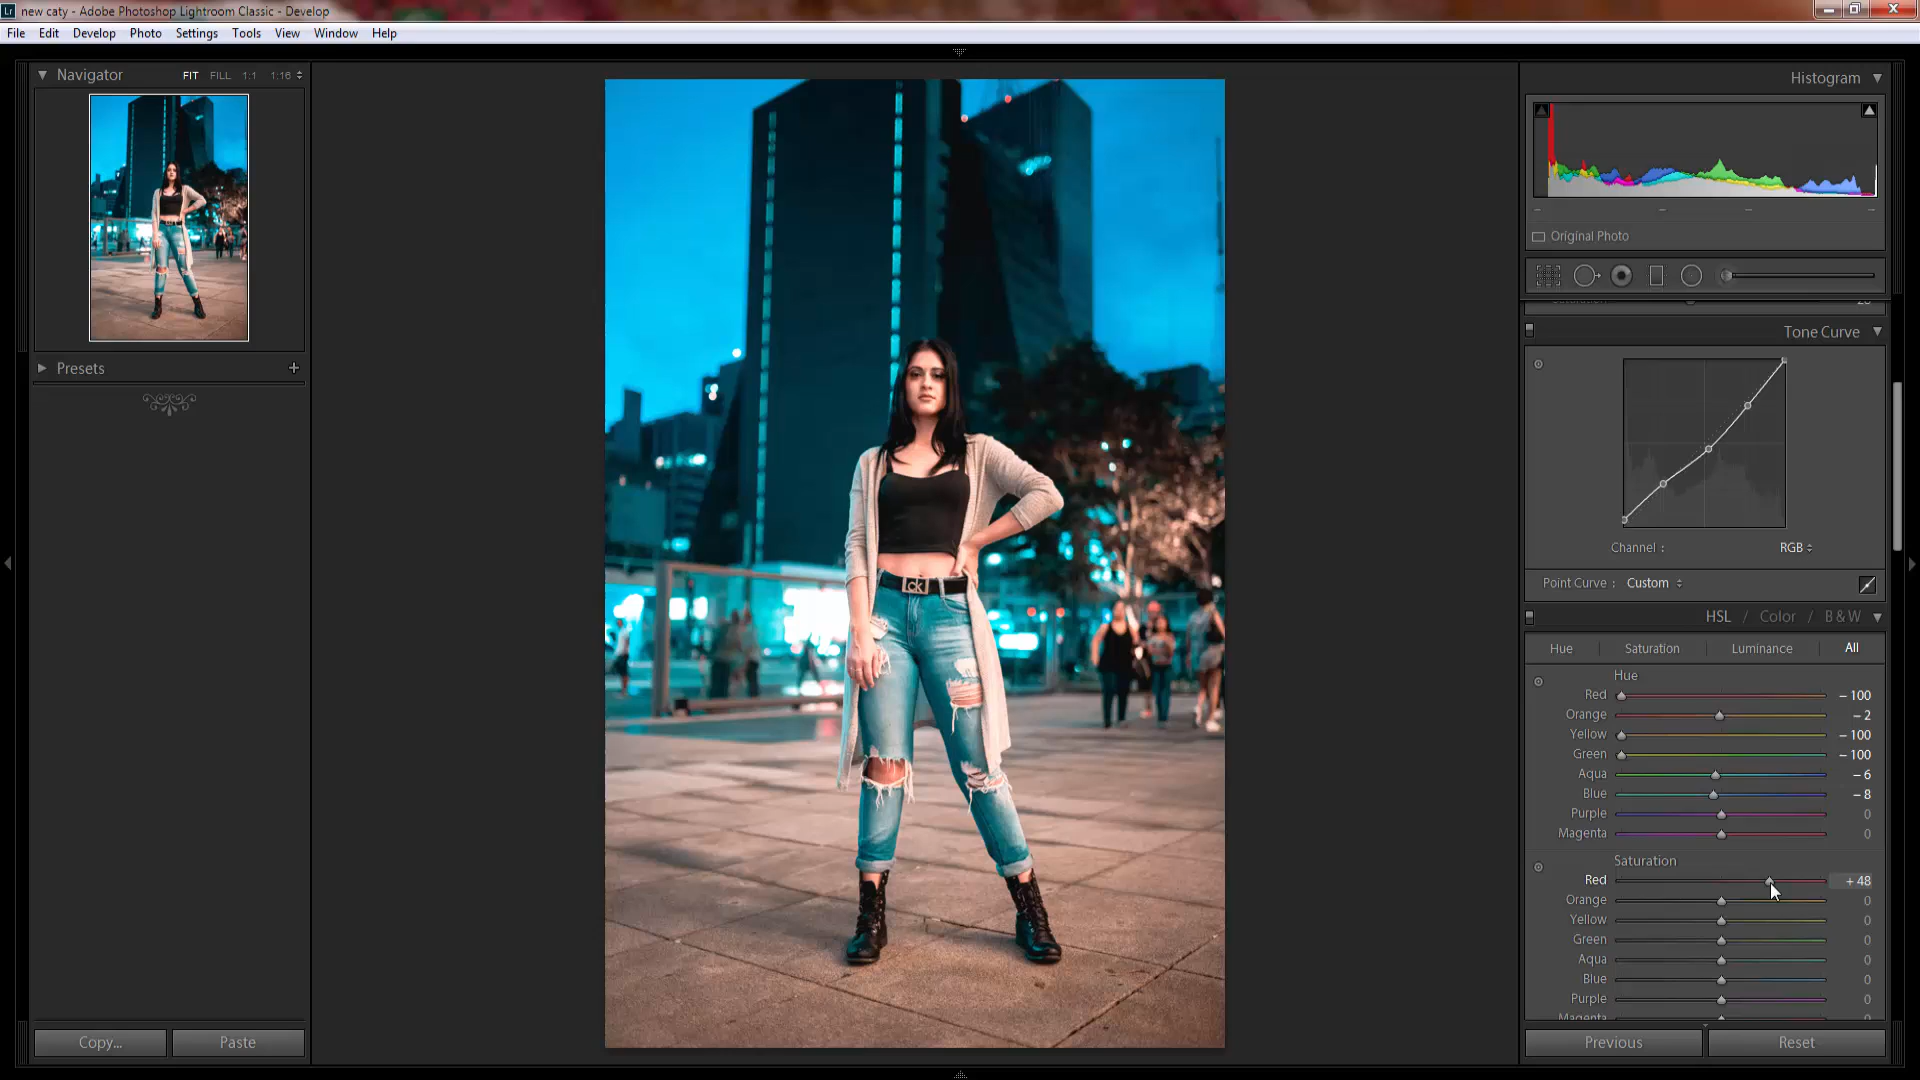 Lr new caty - Adobe Photoshop Lightroom Classic - Develop
File Edit Develop Photo Settings Tools View Window Help
Navigator FIT FILL 1:1 1:16
Histogram
Original Photo
Presets +
Tone Curve
Channel : RGB
Point Curve : Custom
HSL / Color / B & W
Hue Saturation Luminance All
Hue
Red – 100
Orange – 2
Yellow – 100
Green – 100
Aqua – 6
Blue – 8
Purple 0
Magenta 0
Saturation
Red + 48
Orange 0
Yellow 0
Green 0
Aqua 0
Blue 0
Purple 0
Magenta 0
Copy... Paste
Previous Reset
ck